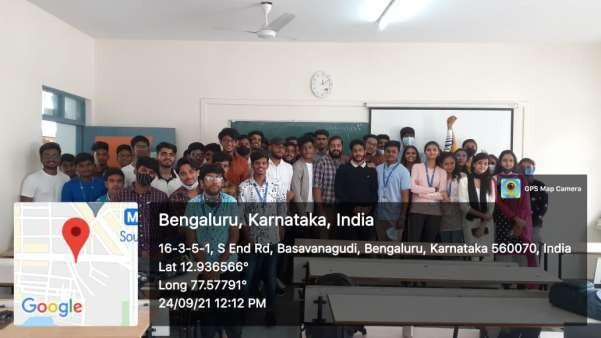 GPS Map Camera
M
Sou
Google
Bengaluru, Karnataka, India
16-3-5-1, S End Rd, Basavanagudi, Bengaluru, Karnataka 560070, India
Lat 12.936566°
Long 77.57791°
24/09/21 12:12 PM